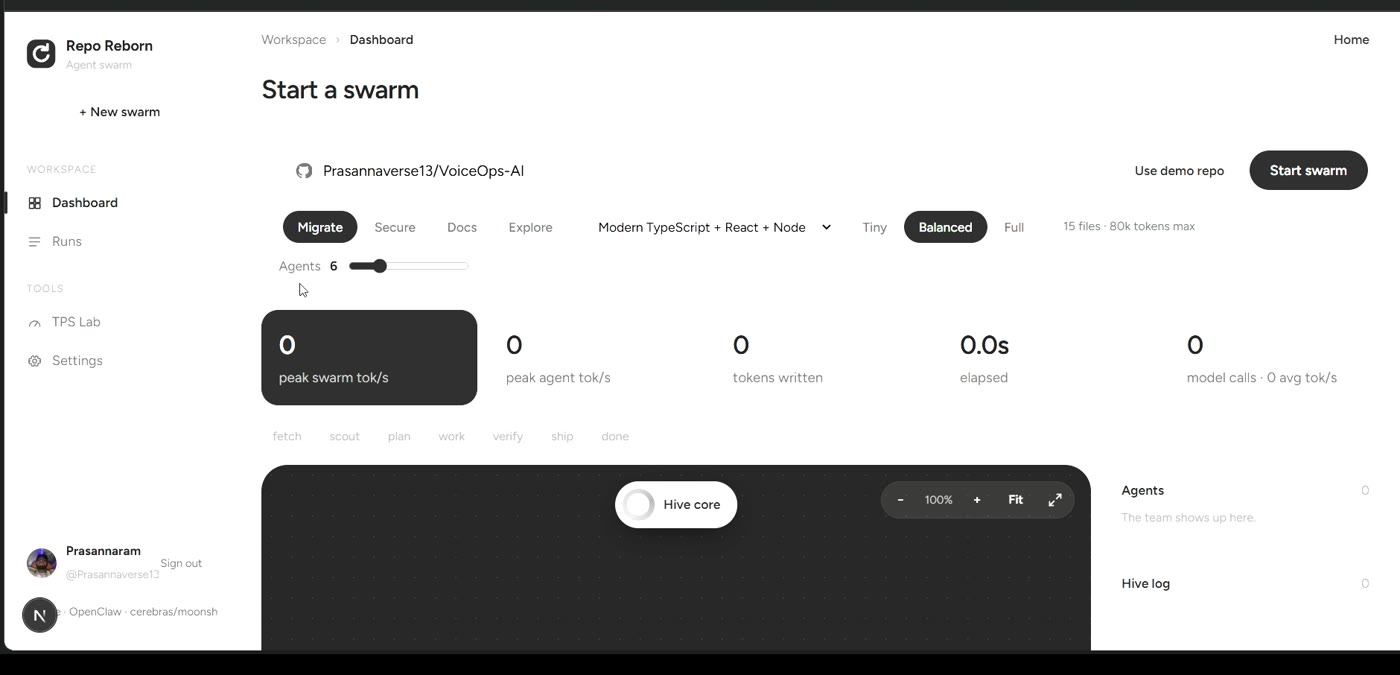 Repo Reborn
Agent swarm
+ New swarm
WORKSPACE
Dashboard
Runs
TOOLS
TPS Lab
Settings
Prasannaram
@Prasannaverse13
Sign out
N
· OpenClaw · cerebras/moonsh
Workspace › Dashboard
Home
Start a swarm
Prasannaverse13/VoiceOps-AI
Use demo repo
Start swarm
Migrate Secure Docs Explore Modern TypeScript + React + Node Tiny Balanced Full 15 files · 80k tokens max
Agents 6
0
peak swarm tok/s
0
peak agent tok/s
0
tokens written
0.0s
elapsed
0
model calls · 0 avg tok/s
fetch scout plan work verify ship done
Hive core
- 100% + Fit
Agents 0
The team shows up here.
Hive log 0